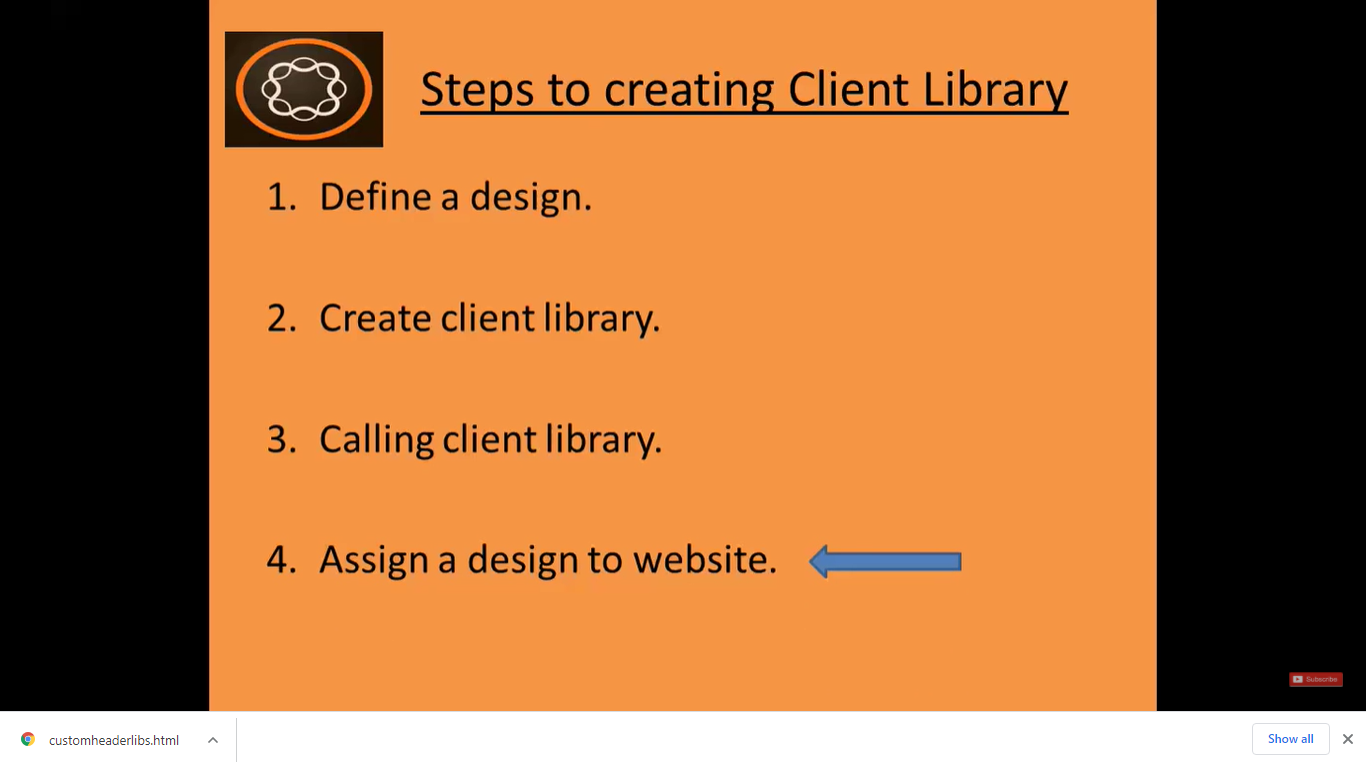 Steps to creating Client Library
1. Define a design.
2. Create client library.
3. Calling client library.
4. Assign a design to website.
Subscribe
customheaderlibs.html
Show all